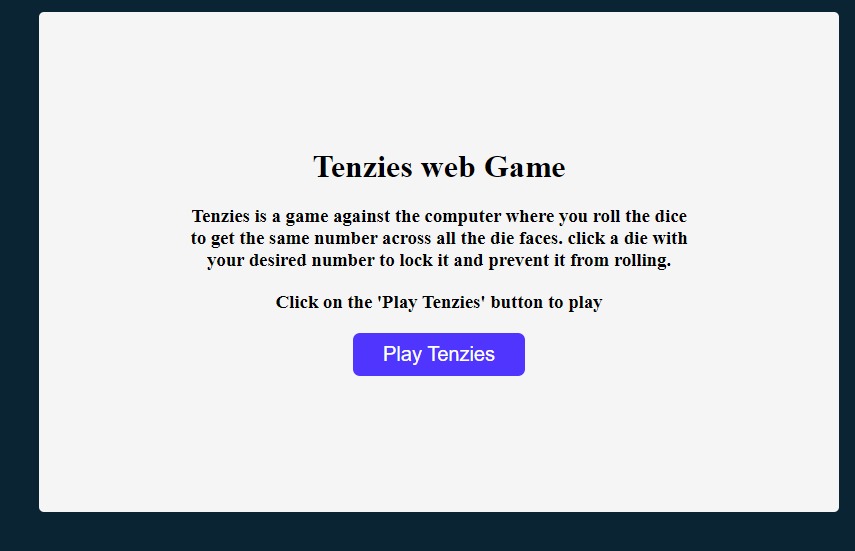 Tenzies web Game
Tenzies is a game against the computer where you roll the dice
to get the same number across all the die faces. click a die with
your desired number to lock it and prevent it from rolling.
Click on the 'Play Tenzies' button to play
Play Tenzies